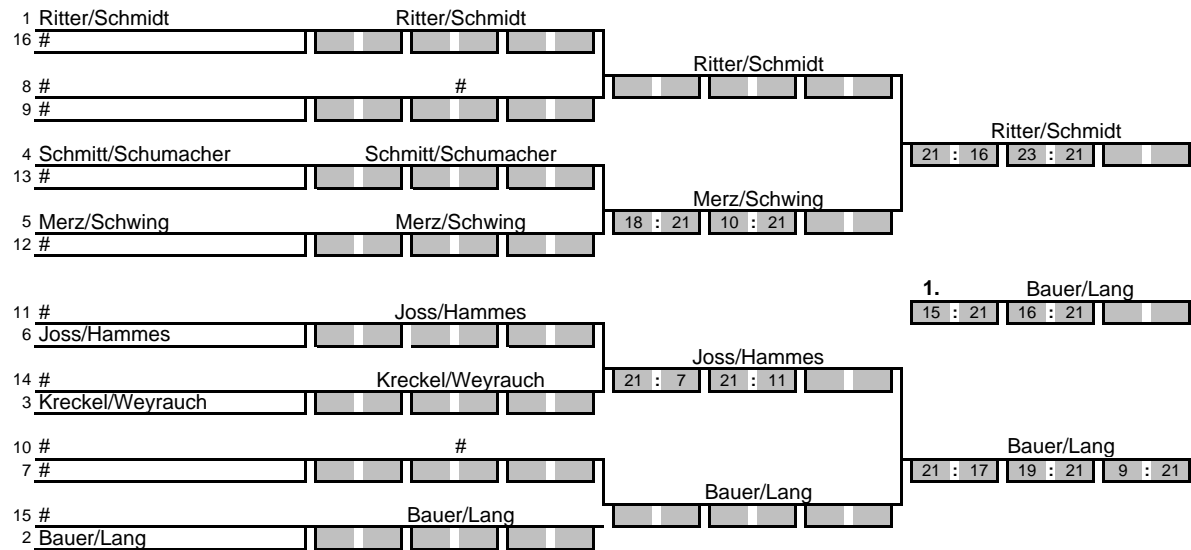 1 Ritter/Schmidt Ritter/Schmidt
16 #
Ritter/Schmidt
8 # #
9 #
Ritter/Schmidt
4 Schmitt/Schumacher Schmitt/Schumacher 21 : 16 23 : 21
13 #
Merz/Schwing
5 Merz/Schwing Merz/Schwing 18 : 21 10 : 21
12 #
1. Bauer/Lang
11 # Joss/Hammes 15 : 21 16 : 21
6 Joss/Hammes
Joss/Hammes
14 # Kreckel/Weyrauch 21 : 7 21 : 11
3 Kreckel/Weyrauch
10 # # Bauer/Lang
7 # 21 : 17 19 : 21 9 : 21
Bauer/Lang
15 # Bauer/Lang
2 Bauer/Lang